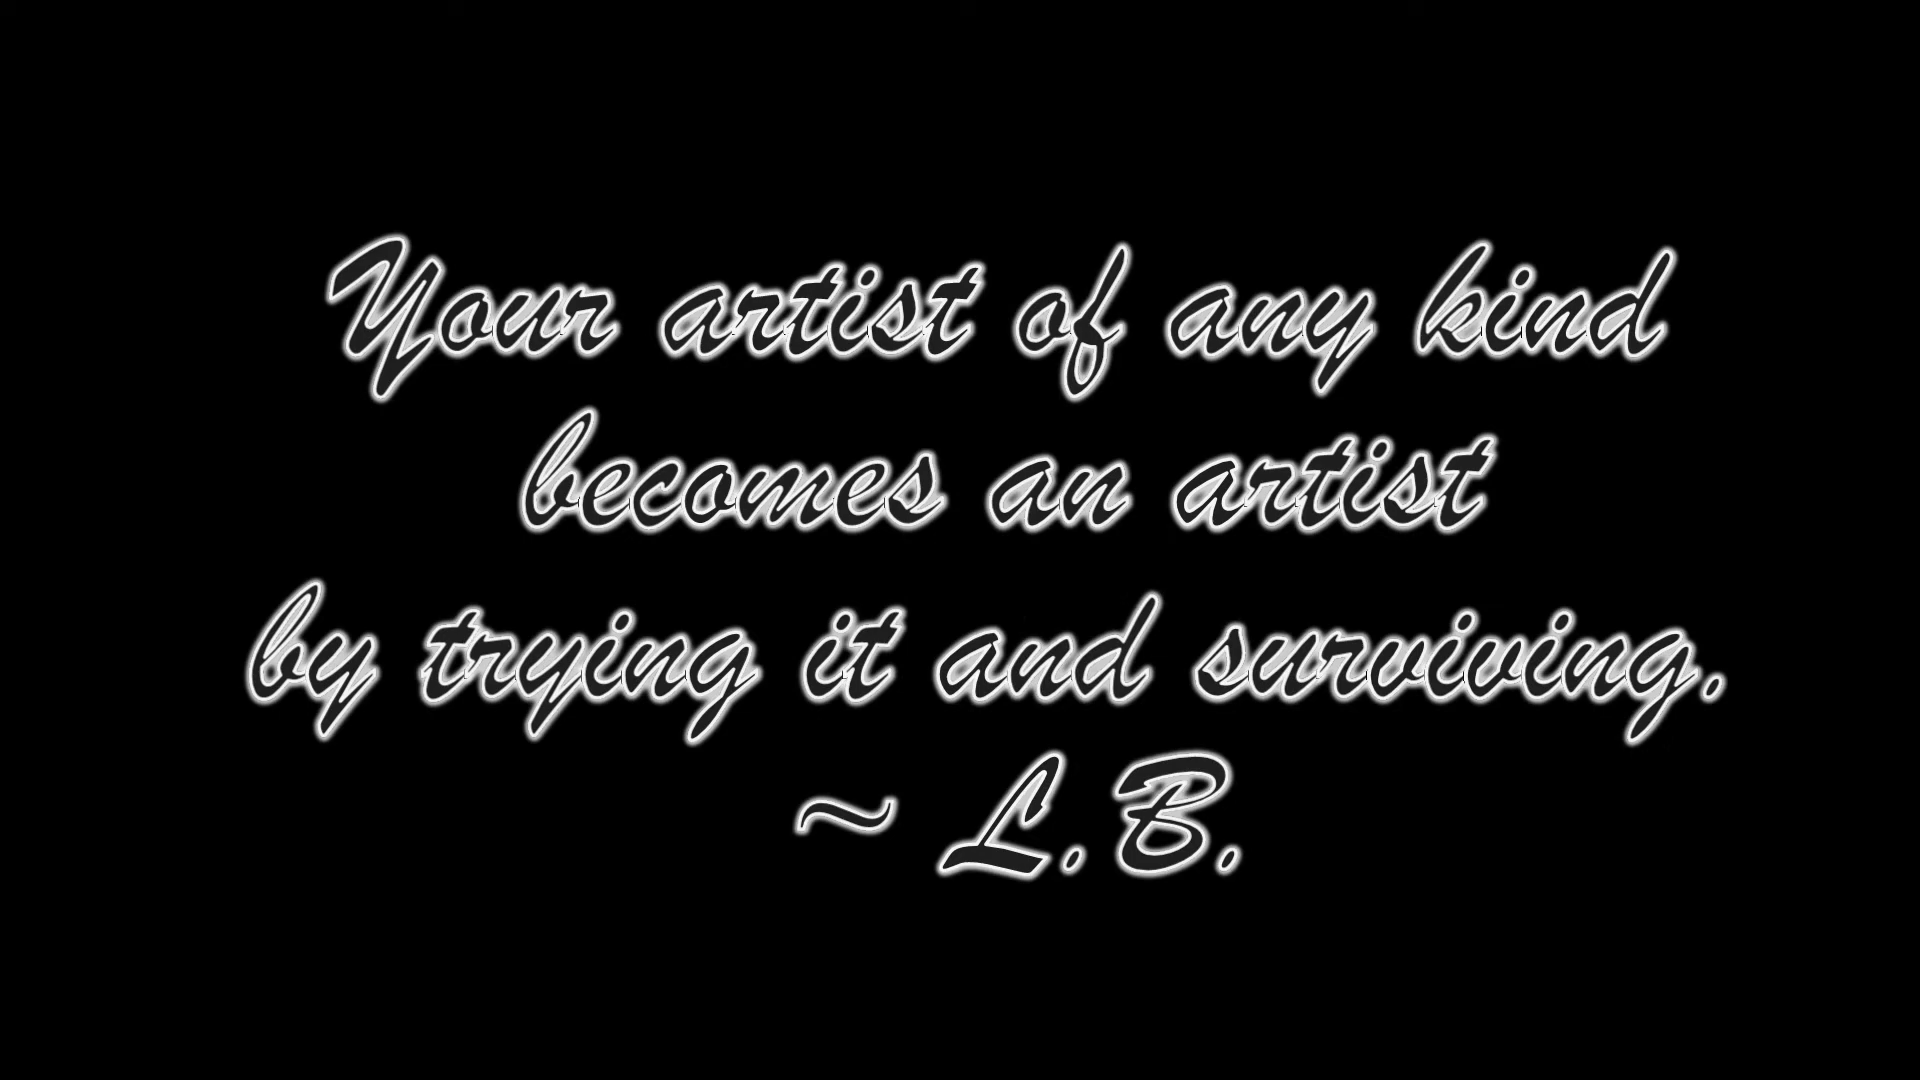 Your artist of any kind
becomes an artist
by trying it and surviving.
~ L.B.